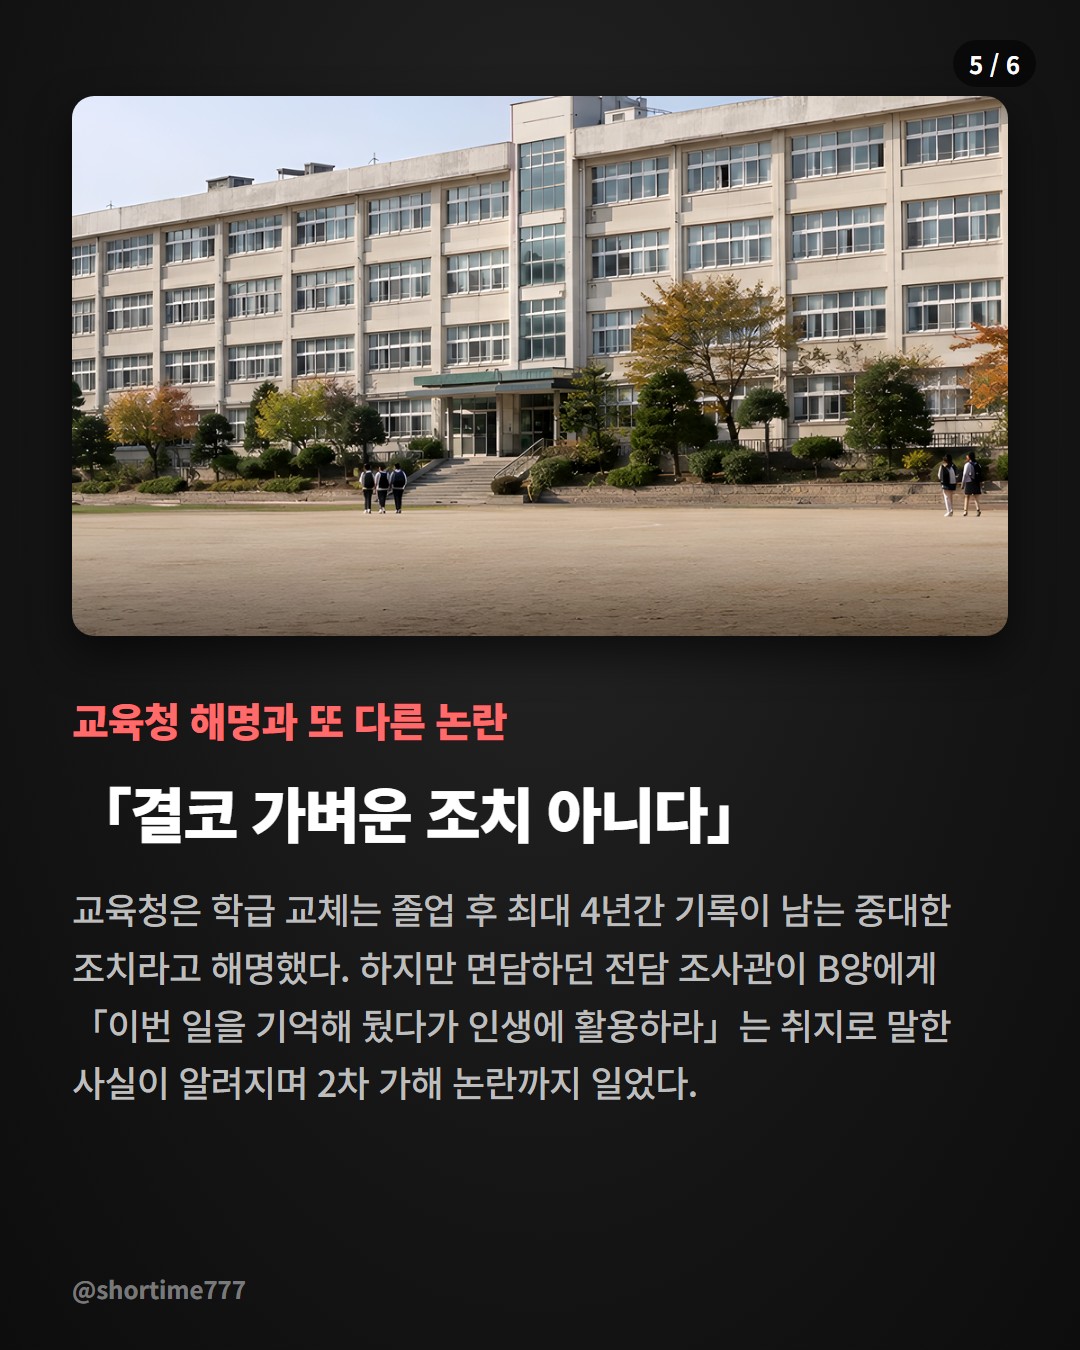 5 / 6
교육청 해명과 또 다른 논란
「결코 가벼운 조치 아니다」
교육청은 학급 교체는 졸업 후 최대 4년간 기록이 남는 중대한
조치라고 해명했다. 하지만 면담하던 전담 조사관이 B양에게
「이번 일을 기억해 뒀다가 인생에 활용하라」는 취지로 말한
사실이 알려지며 2차 가해 논란까지 일었다.
@shortime777